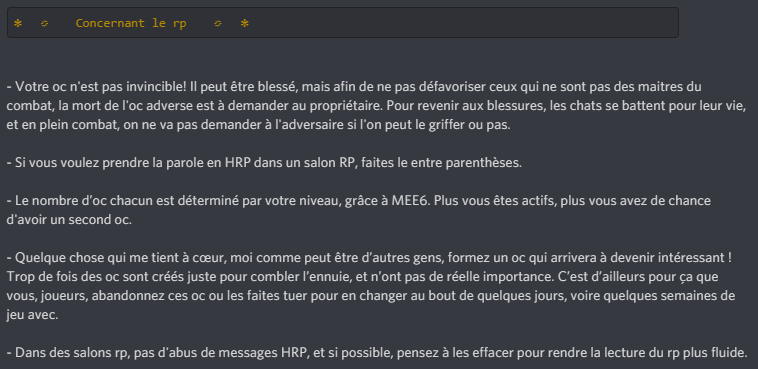 ✻ ⌕ Concernant le rp ⌕ ✻
- Votre oc n'est pas invincible! Il peut être blessé, mais afin de ne pas défavoriser ceux qui ne sont pas des maitres du
combat, la mort de l'oc adverse est à demander au propriétaire. Pour revenir aux blessures, les chats se battent pour leur vie,
et en plein combat, on ne va pas demander à l'adversaire si l'on peut le griffer ou pas.
- Si vous voulez prendre la parole en HRP dans un salon RP, faites le entre parenthèses.
- Le nombre d’oc chacun est déterminé par votre niveau, grâce à MEE6. Plus vous êtes actifs, plus vous avez de chance
d'avoir un second oc.
- Quelque chose qui me tient à cœur, moi comme peut être d’autres gens, formez un oc qui arrivera à devenir intéressant !
Trop de fois des oc sont créés juste pour combler l’ennuie, et n’ont pas de réelle importance. C’est d’ailleurs pour ça que
vous, joueurs, abandonnez ces oc ou les faites tuer pour en changer au bout de quelques jours, voire quelques semaines de
jeu avec.
- Dans des salons rp, pas d'abus de messages HRP, et si possible, pensez à les effacer pour rendre la lecture du rp plus fluide.